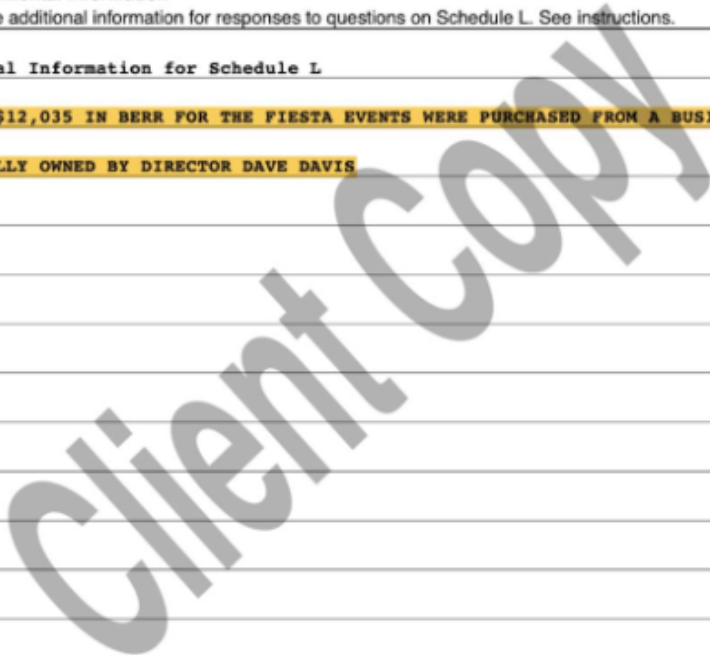 additional information for responses to questions on Schedule L. See instructions.
al Information for Schedule L
$12,035 IN BERR FOR THE FIESTA EVENTS WERE PURCHASED FROM A BUSI
LLY OWNED BY DIRECTOR DAVE DAVIS
Client Copy